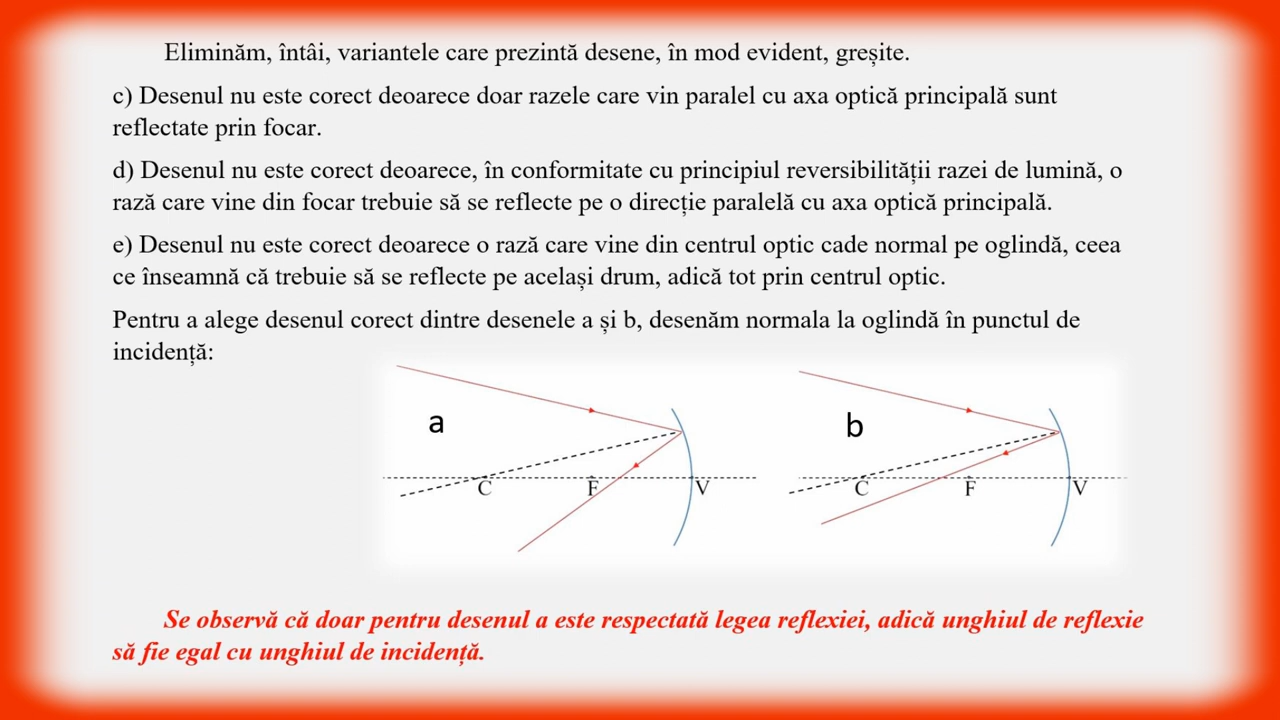 Eliminăm, întâi, variantele care prezintă desene, în mod evident, greșite.
c) Desenul nu este corect deoarece doar razele care vin paralel cu axa optică principală sunt
reflectate prin focar.
d) Desenul nu este corect deoarece, în conformitate cu principiul reversibilității razei de lumină, o
rază care vine din focar trebuie să se reflecte pe o direcție paralelă cu axa optică principală.
e) Desenul nu este corect deoarece o rază care vine din centrul optic cade normal pe oglindă, ceea
ce înseamnă că trebuie să se reflecte pe același drum, adică tot prin centrul optic.
Pentru a alege desenul corect dintre desenele a și b, desenăm normala la oglindă în punctul de
incidență:
a
C F V
b
C F V
Se observă că doar pentru desenul a este respectată legea reflexiei, adică unghiul de reflexie
să fie egal cu unghiul de incidență.